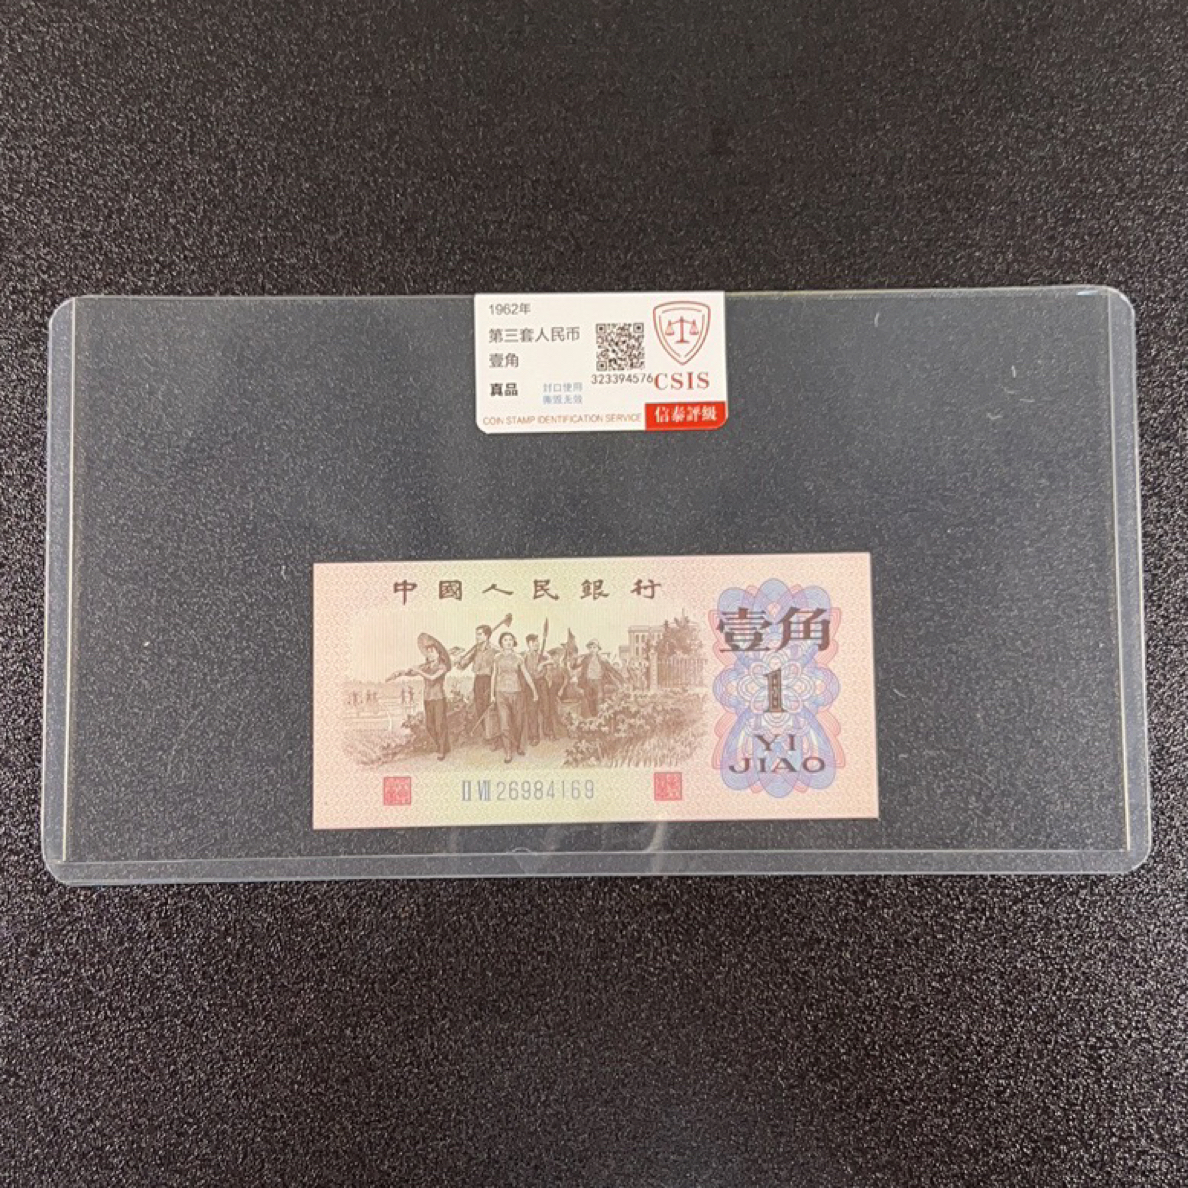 1962年
第三套人民币
壹角
真品
封口使用
撕毁无效
323394576
CSIS
COIN STAMP IDENTIFICATION SERVICE
信泰評級
中國人民銀行
壹角
1
YI
JIAO
II VII 26984169